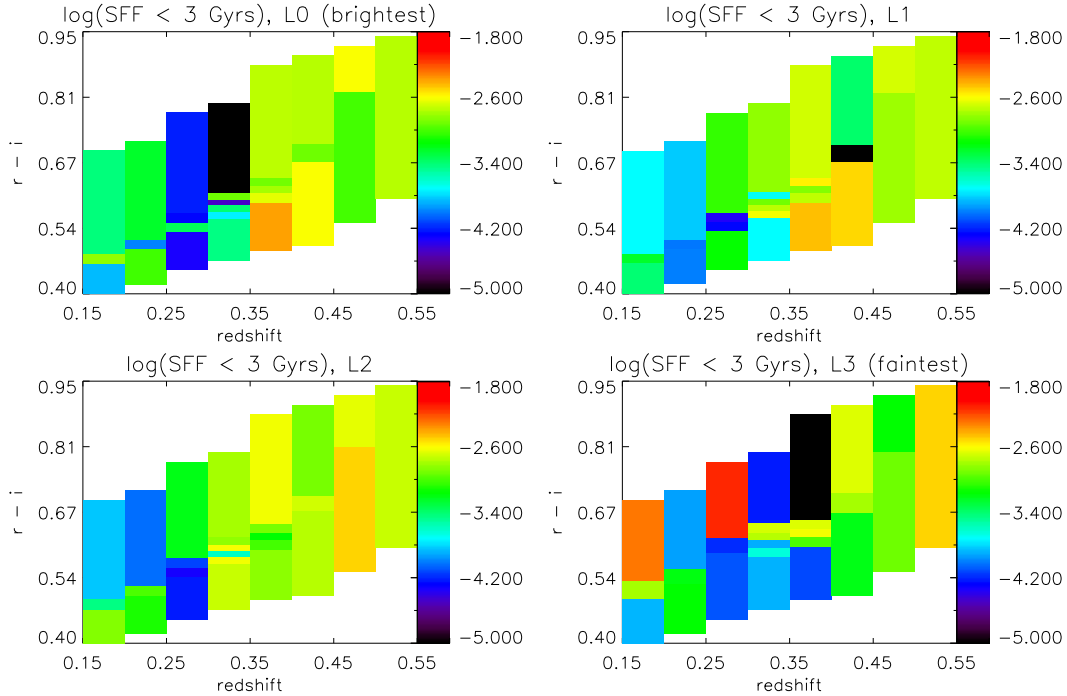 log(SFF < 3 Gyrs), L0 (brightest)
0.95
0.81
0.67
0.54
0.40
r - i
0.15 0.25 0.35 0.45 0.55
redshift
-1.800
-2.600
-3.400
-4.200
-5.000
log(SFF < 3 Gyrs), L1
0.95
0.81
0.67
0.54
0.40
r - i
0.15 0.25 0.35 0.45 0.55
redshift
-1.800
-2.600
-3.400
-4.200
-5.000
log(SFF < 3 Gyrs), L2
0.95
0.81
0.67
0.54
0.40
r - i
0.15 0.25 0.35 0.45 0.55
redshift
-1.800
-2.600
-3.400
-4.200
-5.000
log(SFF < 3 Gyrs), L3 (faintest)
0.95
0.81
0.67
0.54
0.40
r - i
0.15 0.25 0.35 0.45 0.55
redshift
-1.800
-2.600
-3.400
-4.200
-5.000